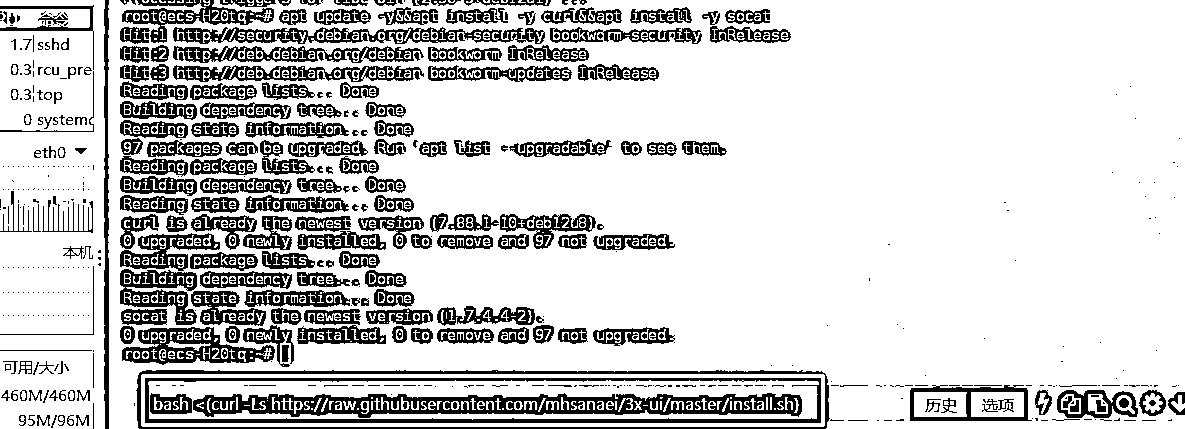 命令
1.7 sshd
0.3 rcu_pre
0.3 top
0 systemd
eth0
本机
可用/大小
460M/460M
95M/96M
root@ecs-H20tq:~# apt update -y&&apt install -y curl&&apt install -y socat
Hit:1 http://security.debian.org/debian-security bookworm-security InRelease
Hit:2 http://deb.debian.org/debian bookworm InRelease
Hit:3 http://deb.debian.org/debian bookworm-updates InRelease
Reading package lists... Done
Building dependency tree... Done
Reading state information... Done
97 packages can be upgraded. Run 'apt list --upgradable' to see them.
Reading package lists... Done
Building dependency tree... Done
Reading state information... Done
curl is already the newest version (7.88.1-10+deb12u8).
0 upgraded, 0 newly installed, 0 to remove and 97 not upgraded.
Reading package lists... Done
Building dependency tree... Done
Reading state information... Done
socat is already the newest version (1.7.4.4-2).
0 upgraded, 0 newly installed, 0 to remove and 97 not upgraded.
root@ecs-H20tq:~#
bash <(curl -Ls https://raw.githubusercontent.com/mhsanaei/3x-ui/master/install.sh)
历史
选项